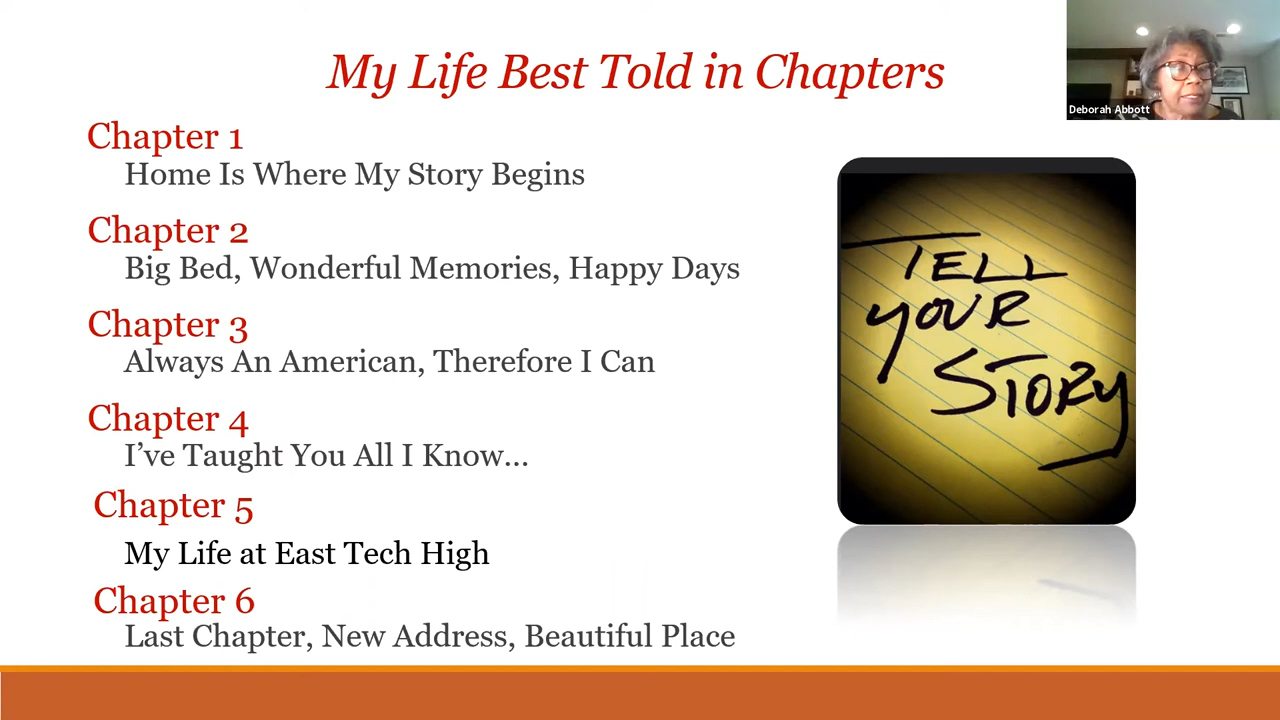 My Life Best Told in Chapters
Deborah Abbott
Chapter 1
Home Is Where My Story Begins
Chapter 2
Big Bed, Wonderful Memories, Happy Days
Chapter 3
Always An American, Therefore I Can
Chapter 4
I’ve Taught You All I Know...
Chapter 5
My Life at East Tech High
Chapter 6
Last Chapter, New Address, Beautiful Place
TELL
YOUR
STORY